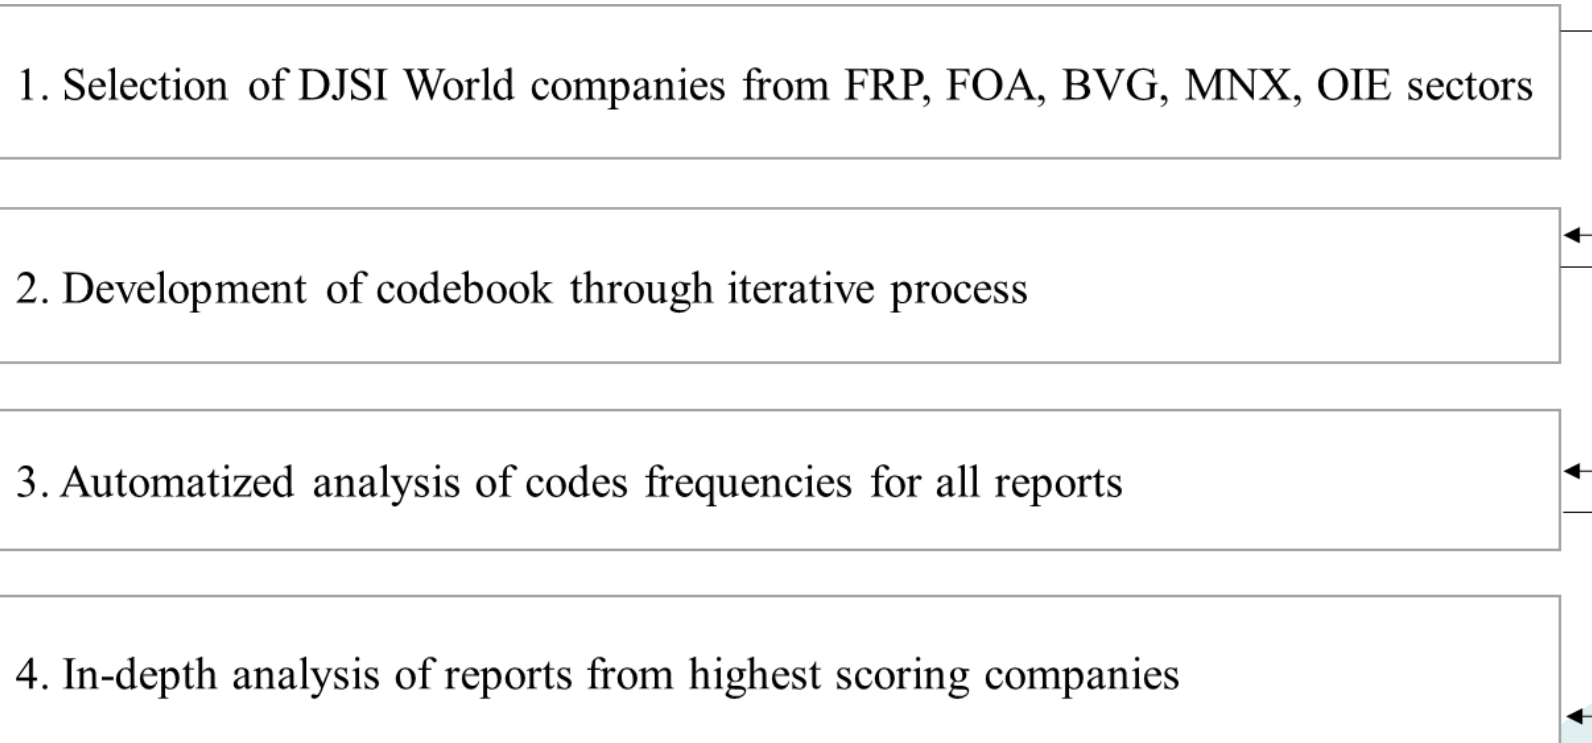 1. Selection of DJSI World companies from FRP, FOA, BVG, MNX, OIE sectors
2. Development of codebook through iterative process
3. Automatized analysis of codes frequencies for all reports
4. In-depth analysis of reports from highest scoring companies